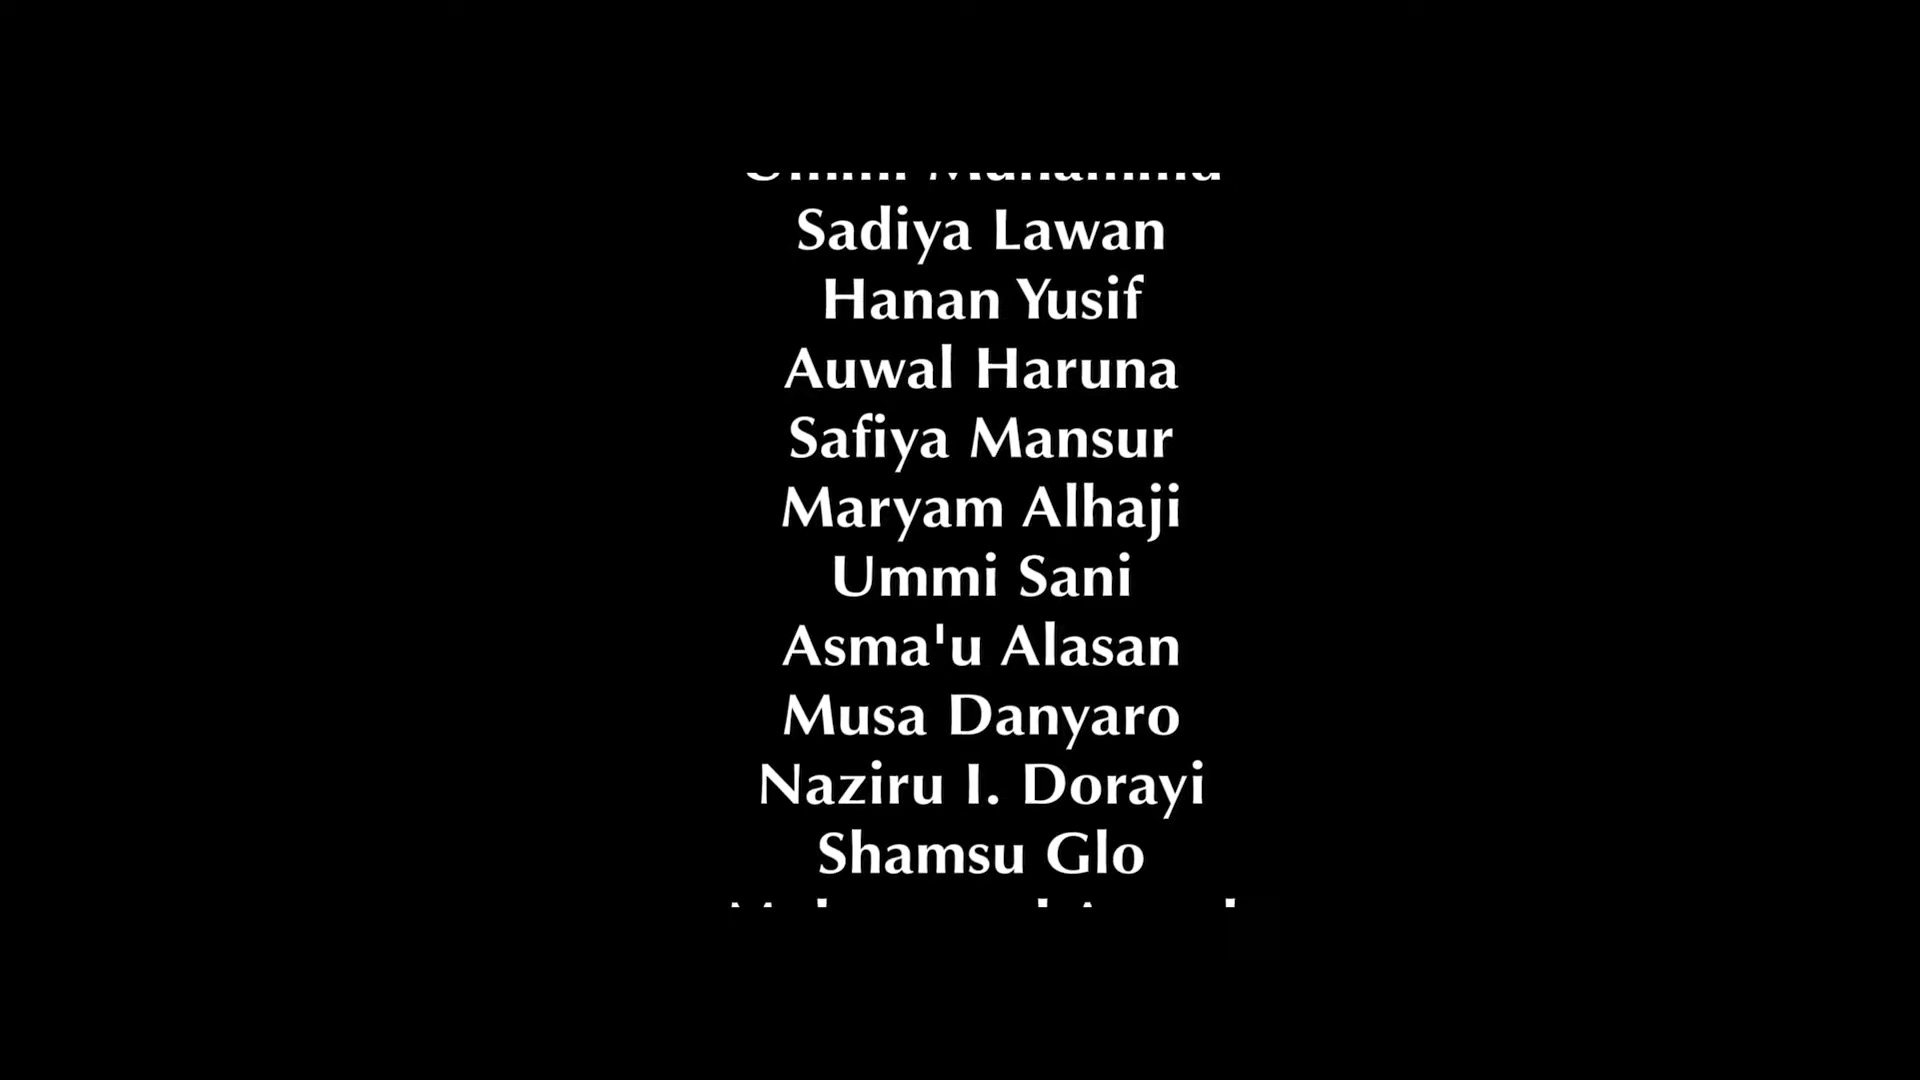 Sadiya Lawan
Hanan Yusif
Auwal Haruna
Safiya Mansur
Maryam Alhaji
Ummi Sani
Asma'u Alasan
Musa Danyaro
Naziru I. Dorayi
Shamsu Glo